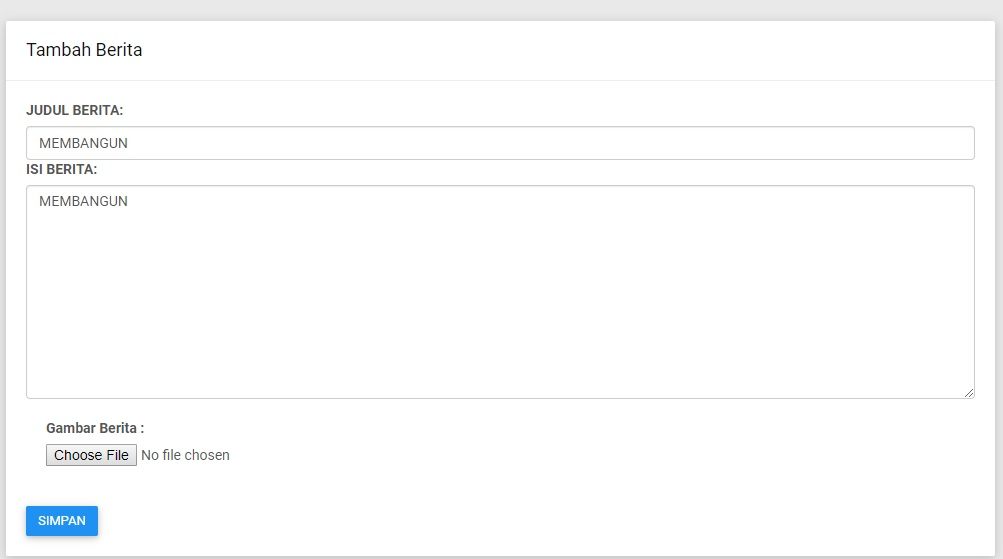 Tambah Berita
JUDUL BERITA:
MEMBANGUN
ISI BERITA:
MEMBANGUN
Gambar Berita :
Choose File No file chosen
SIMPAN